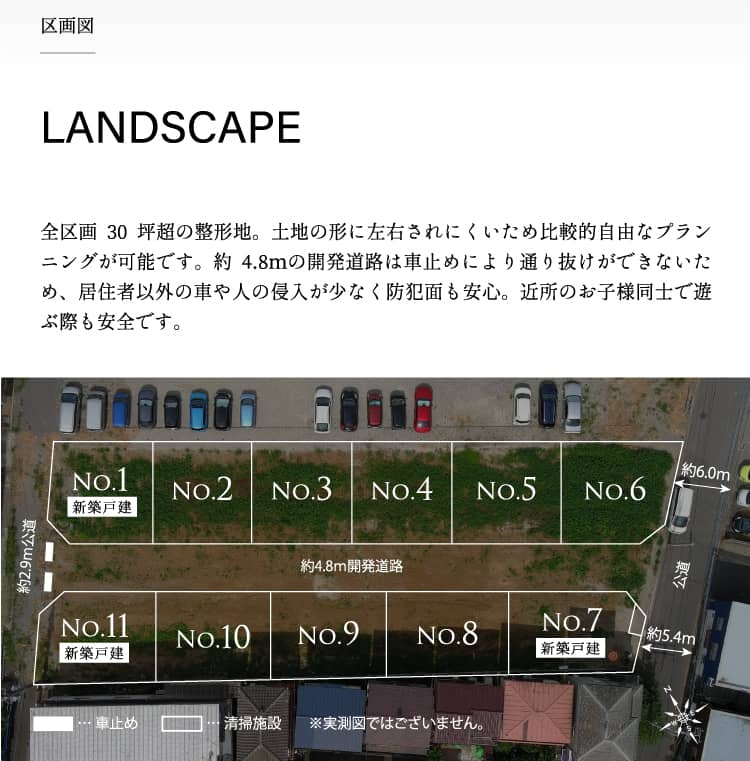 区画図
LANDSCAPE
全区画 30 坪超の整形地。土地の形に左右されにくいため比較的自由なプラン
ニングが可能です。約 4.8mの開発道路は車止めにより通り抜けができないた
め、居住者以外の車や人の侵入が少なく防犯面も安心。近所のお子様同士で遊
ぶ際も安全です。
NO.1
新築戸建
NO.2
NO.3
NO.4
NO.5
NO.6
約6.0m
約2.9m公道
約4.8m開発道路
公道
NO.11
新築戸建
NO.10
NO.9
NO.8
NO.7
新築戸建
約5.4m
… 車止め
… 清掃施設
※実測図ではございません。
N